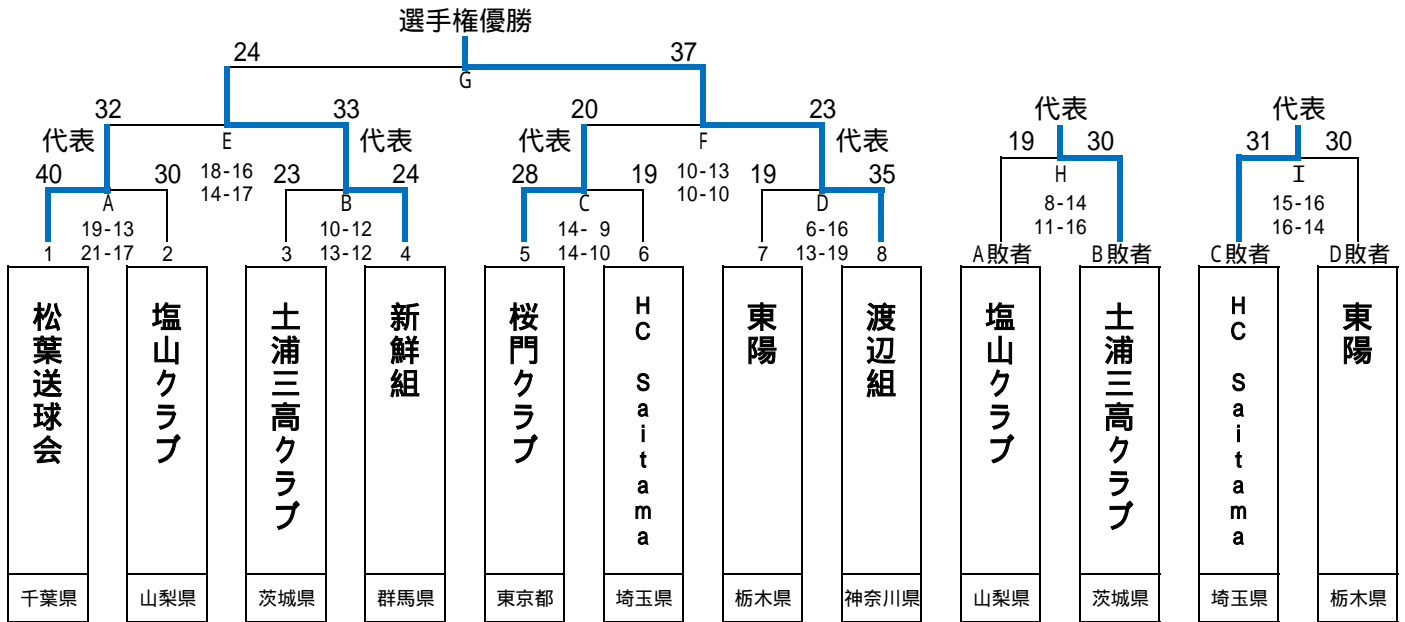 選手権優勝
24 37
G
32 33 20 23 代表 代表
代表 E 代表 代表 F 代表 19 30 31 30
40 30 18-16 23 24 28 19 10-13 19 35 H I
14-17 10-10
A B C D 8-14 15-16
19-13 10-12 14- 9 6-16 11-16 16-14
1 21-17 2 3 13-12 4 5 14-10 6 7 13-19 8 A敗者 B敗者 C敗者 D敗者
松葉送球会
塩山クラブ
土浦三高クラブ
新鮮組
桜門クラブ
HC Saitama
東陽
渡辺組
塩山クラブ
土浦三高クラブ
HC Saitama
東陽
千葉県 山梨県 茨城県 群馬県 東京都 埼玉県 栃木県 神奈川県 山梨県 茨城県 埼玉県 栃木県